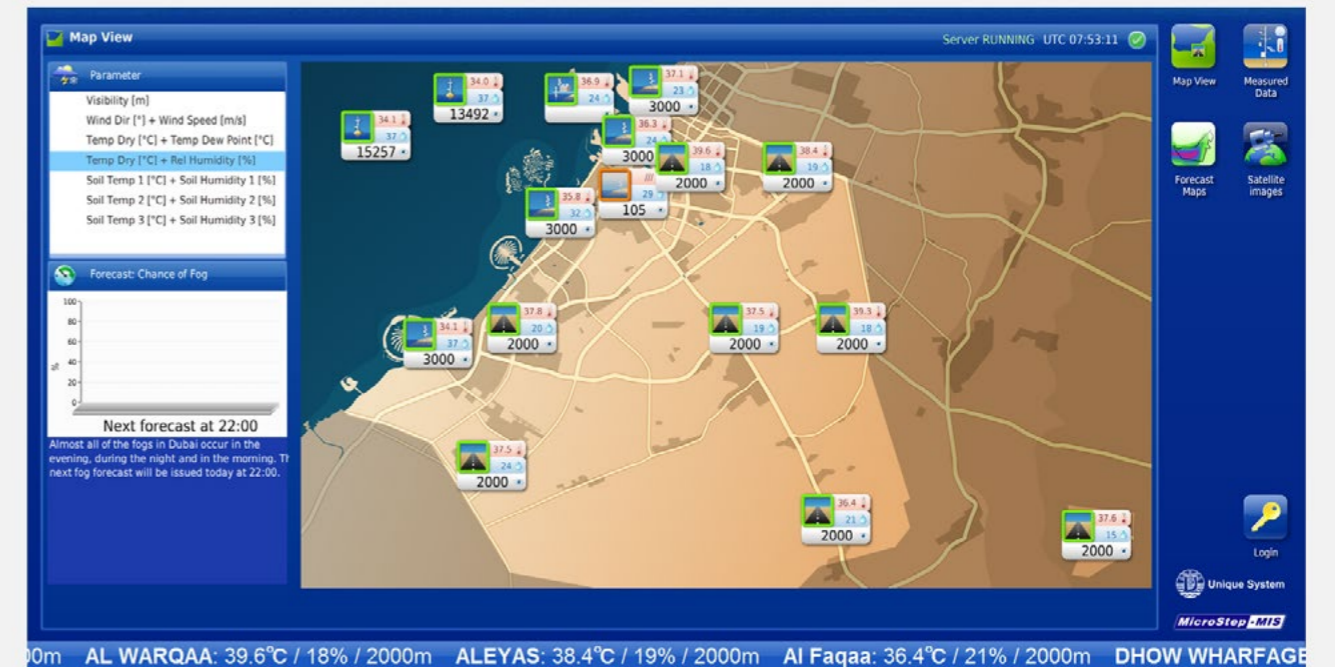 Map View
Server RUNNING UTC 07:53:11
Parameter
Visibility [m]
Wind Dir [°] + Wind Speed [m/s]
Temp Dry [°C] + Temp Dew Point [°C]
Temp Dry [°C] + Rel Humidity [%]
Soil Temp 1 [°C] + Soil Humidity 1 [%]
Soil Temp 2 [°C] + Soil Humidity 2 [%]
Soil Temp 3 [°C] + Soil Humidity 3 [%]
Forecast: Chance of Fog
100
80
60
40
20
0
%
Next forecast at 22:00
Almost all of the fogs in Dubai occur in the
evening, during the night and in the morning. Th
next fog forecast will be issued today at 22:00.
34.1
37
15257
34.0
37
13492
36.9
24
37.1
23
3000
36.3
24
3000
39.6
18
2000
38.4
19
2000
///
29
105
35.8
32
3000
34.1
37
3000
37.8
20
2000
37.5
19
2000
39.3
18
2000
37.5
24
2000
36.4
21
2000
37.6
15
2000
Map View
Measured
Data
Forecast
Maps
Satellite
images
Login
Unique System
MicroStep-MIS
00m AL WARQAA: 39.6°C / 18% / 2000m ALEYAS: 38.4°C / 19% / 2000m Al Faqaa: 36.4°C / 21% / 2000m DHOW WHARFAGE